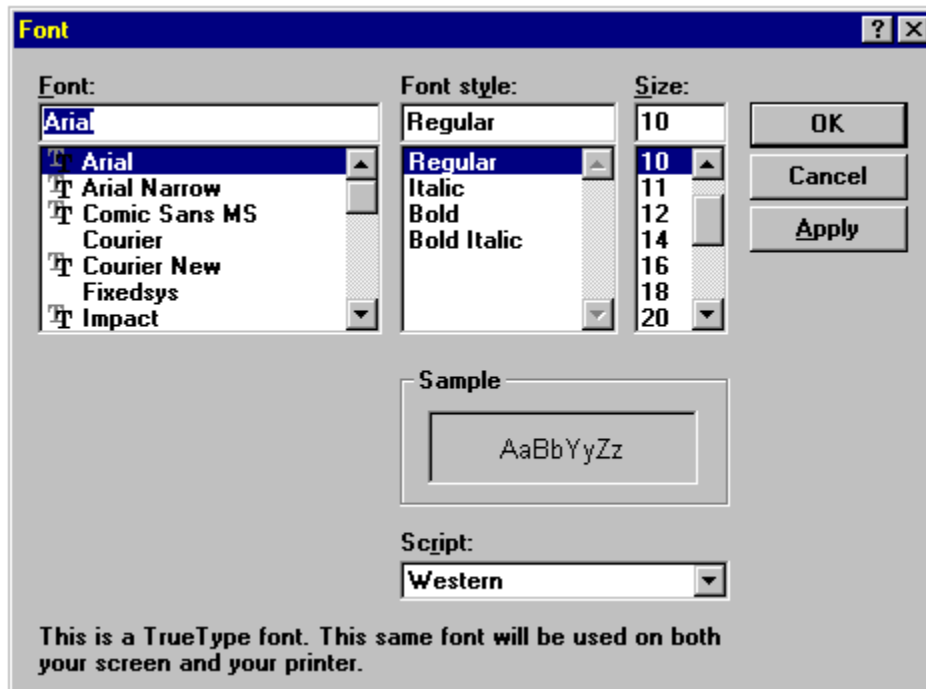 Font
Font:
Arial
Arial
Arial Narrow
Comic Sans MS
Courier
Courier New
Fixedsys
Impact
Font style:
Regular
Regular
Italic
Bold
Bold Italic
Size:
10
10
11
12
14
16
18
20
OK
Cancel
Apply
Sample
AaBbYyZz
Script:
Western
This is a TrueType font. This same font will be used on both
your screen and your printer.